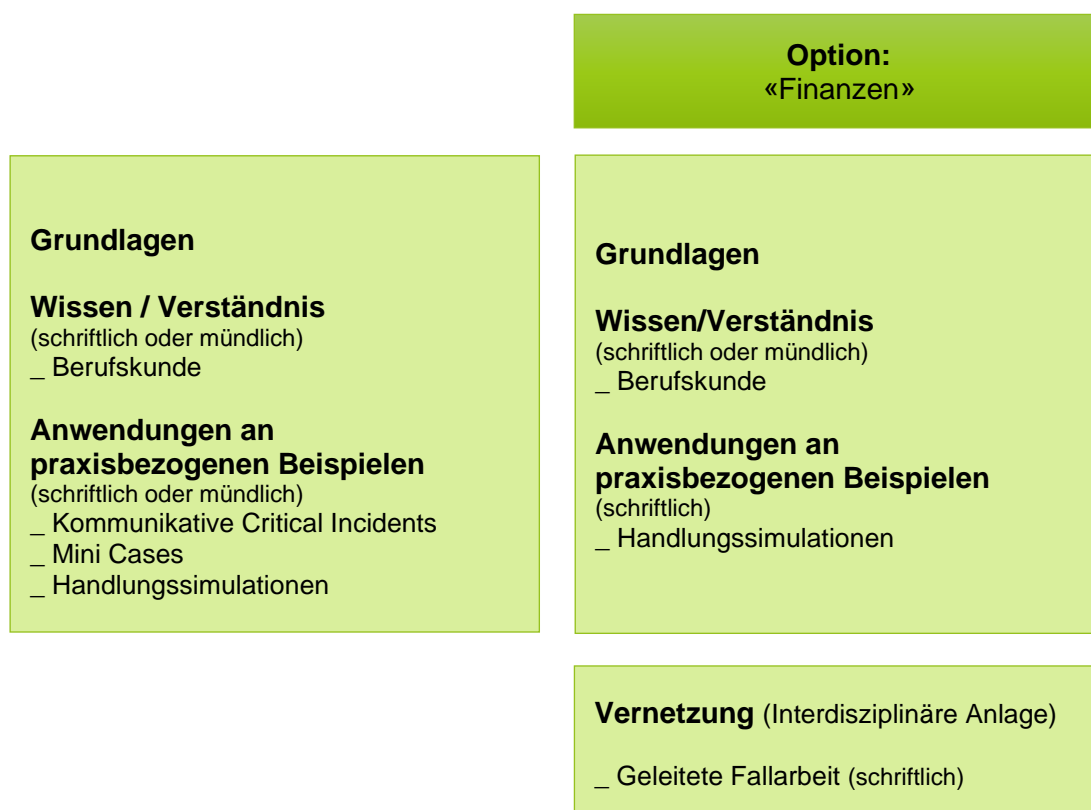 Option:
«Finanzen»
Grundlagen
Wissen / Verständnis
(schriftlich oder mündlich)
_ Berufskunde
Anwendungen an
praxisbezogenen Beispielen
(schriftlich oder mündlich)
_ Kommunikative Critical Incidents
_ Mini Cases
_ Handlungssimulationen
Grundlagen
Wissen/Verständnis
(schriftlich oder mündlich)
_ Berufskunde
Anwendungen an
praxisbezogenen Beispielen
(schriftlich)
_ Handlungssimulationen
Vernetzung (Interdisziplinäre Anlage)
_ Geleitete Fallarbeit (schriftlich)